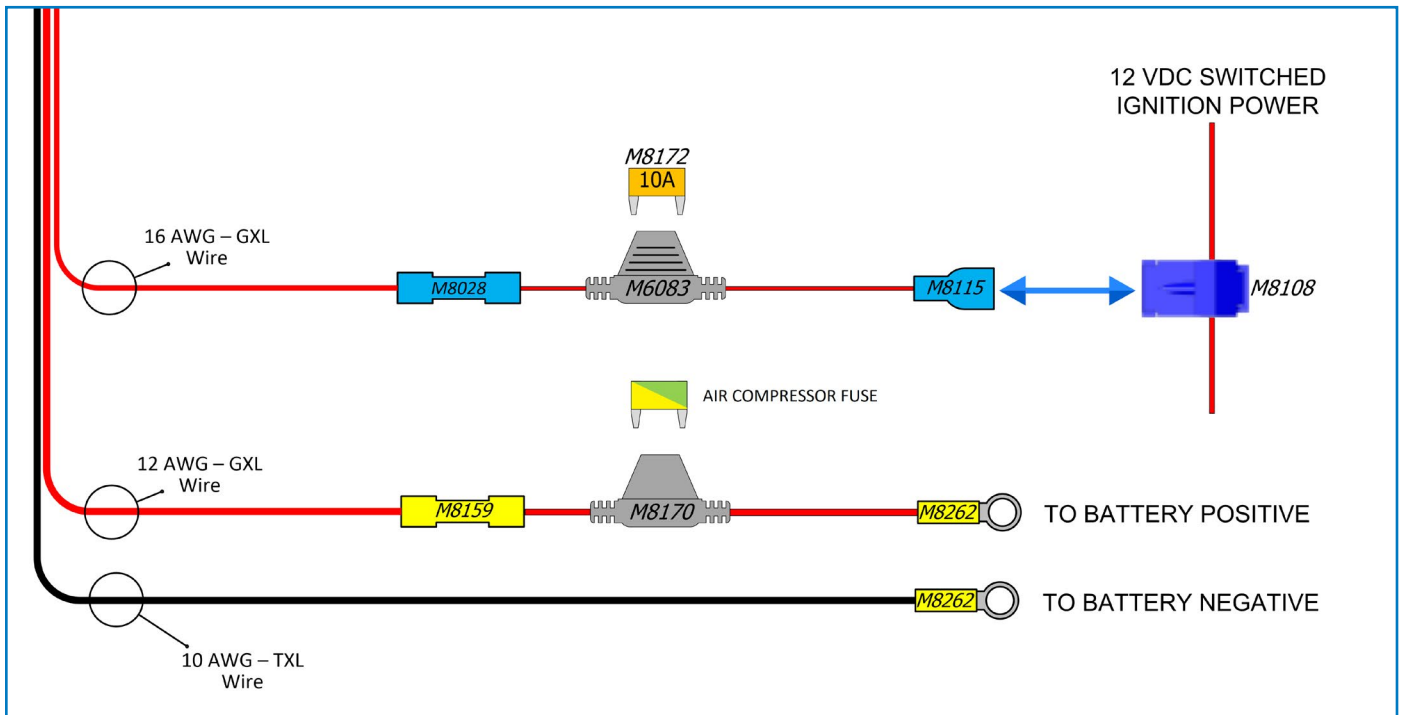 12 VDC SWITCHED
IGNITION POWER
M8172
10A
16 AWG – GXL
Wire
M8028
M6083
M8115
M8108
AIR COMPRESSOR FUSE
12 AWG – GXL
Wire
M8159
M8170
M8262
TO BATTERY POSITIVE
M8262
TO BATTERY NEGATIVE
10 AWG – TXL
Wire